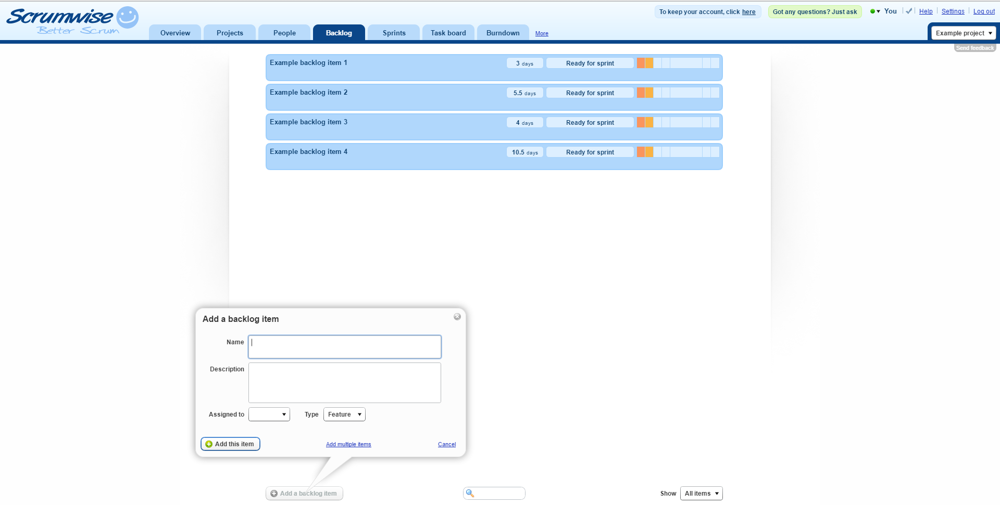 Scrumwise
Better Scrum
To keep your account, click here
Got any questions? Just ask
You
Help
Settings
Log out
Overview
Projects
People
Backlog
Sprints
Task board
Burndown
More
Example project
Send feedback
Example backlog item 1
3 days
Ready for sprint
Example backlog item 2
5.5 days
Ready for sprint
Example backlog item 3
4 days
Ready for sprint
Example backlog item 4
10.5 days
Ready for sprint
Add a backlog item
Name
Description
Assigned to
Type
Feature
Add this item
Add multiple items
Cancel
Add a backlog item
Show
All items